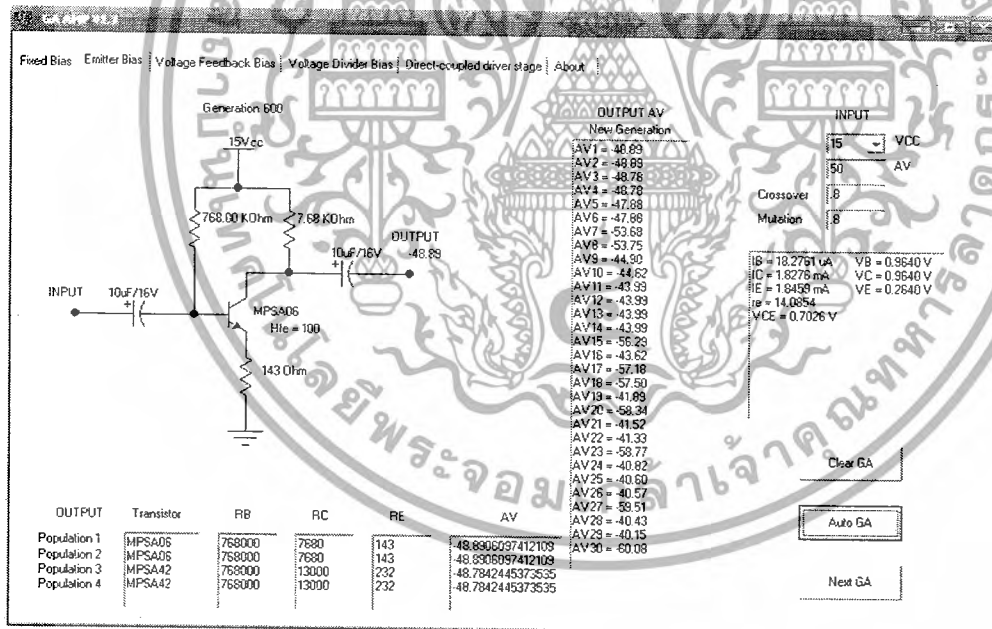 Fixed Bias Emitter Bias Voltage Feedback Bias Voltage Divider Bias Direct-coupled driver stage About
Generation 600
15Vcc
768.00 KOhm
7.68 KOhm
OUTPUT
-48.89
10uF/16V
INPUT
10uF/16V
MPSA06
Hfe = 100
143 Ohm
OUTPUT AV
New Generation
AV1 = -48.89
AV2 = -48.89
AV3 = -48.78
AV4 = -48.78
AV5 = -47.88
AV6 = -47.86
AV7 = -53.68
AV8 = -53.75
AV9 = -44.90
AV10 = -44.62
AV11 = -43.99
AV12 = -43.99
AV13 = -43.99
AV14 = -43.99
AV15 = -56.29
AV16 = -43.62
AV17 = -57.18
AV18 = -57.50
AV19 = -41.89
AV20 = -58.34
AV21 = -41.52
AV22 = -41.33
AV23 = -58.77
AV24 = -40.82
AV25 = -40.60
AV26 = -40.57
AV27 = -59.51
AV28 = -40.43
AV29 = -40.15
AV30 = -60.08
INPUT
15 VCC
50 AV
Crossover .8
Mutation .8
IB = 18.2761 uA VB = 0.9640 V
IC = 1.8276 mA VC = 0.9640 V
IE = 1.8459 mA VE = 0.2640 V
re = 14.0854
VCE = 0.7026 V
Clear GA
Auto GA
Next GA
OUTPUT Transistor RB RC RE AV
Population 1 MPSA06 768000 7680 143 -48.8906097412109
Population 2 MPSA06 768000 7680 143 -48.8906097412109
Population 3 MPSA42 768000 13000 232 -48.7842445373535
Population 4 MPSA42 768000 13000 232 -48.7842445373535